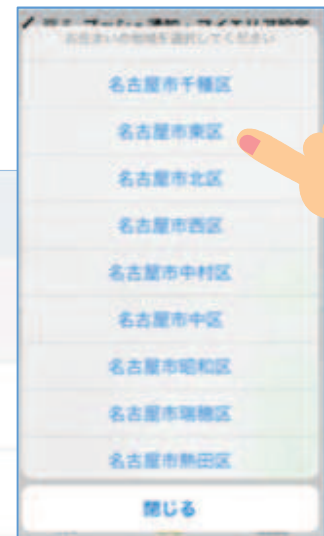 お住まいの地域を選択してください
名古屋市千種区
名古屋市東区
名古屋市北区
名古屋市西区
名古屋市中村区
名古屋市中区
名古屋市昭和区
名古屋市瑞穂区
名古屋市熱田区
閉じる